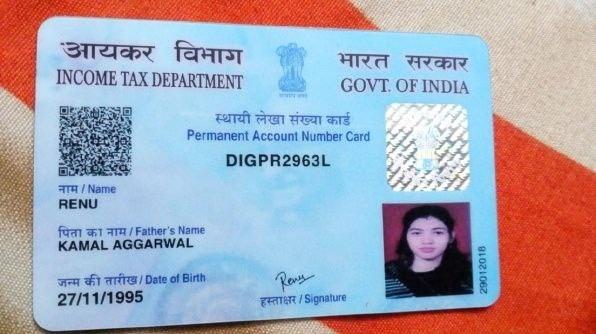 आयकर विभाग
INCOME TAX DEPARTMENT
भारत सरकार
GOVT. OF INDIA
स्थायी लेखा संख्या कार्ड
Permanent Account Number Card
DIGPR2963L
नाम / Name
RENU
पिता का नाम / Father's Name
KAMAL AGGARWAL
जन्म की तारीख / Date of Birth
27/11/1995
Renu
हस्ताक्षर / Signature
29012018